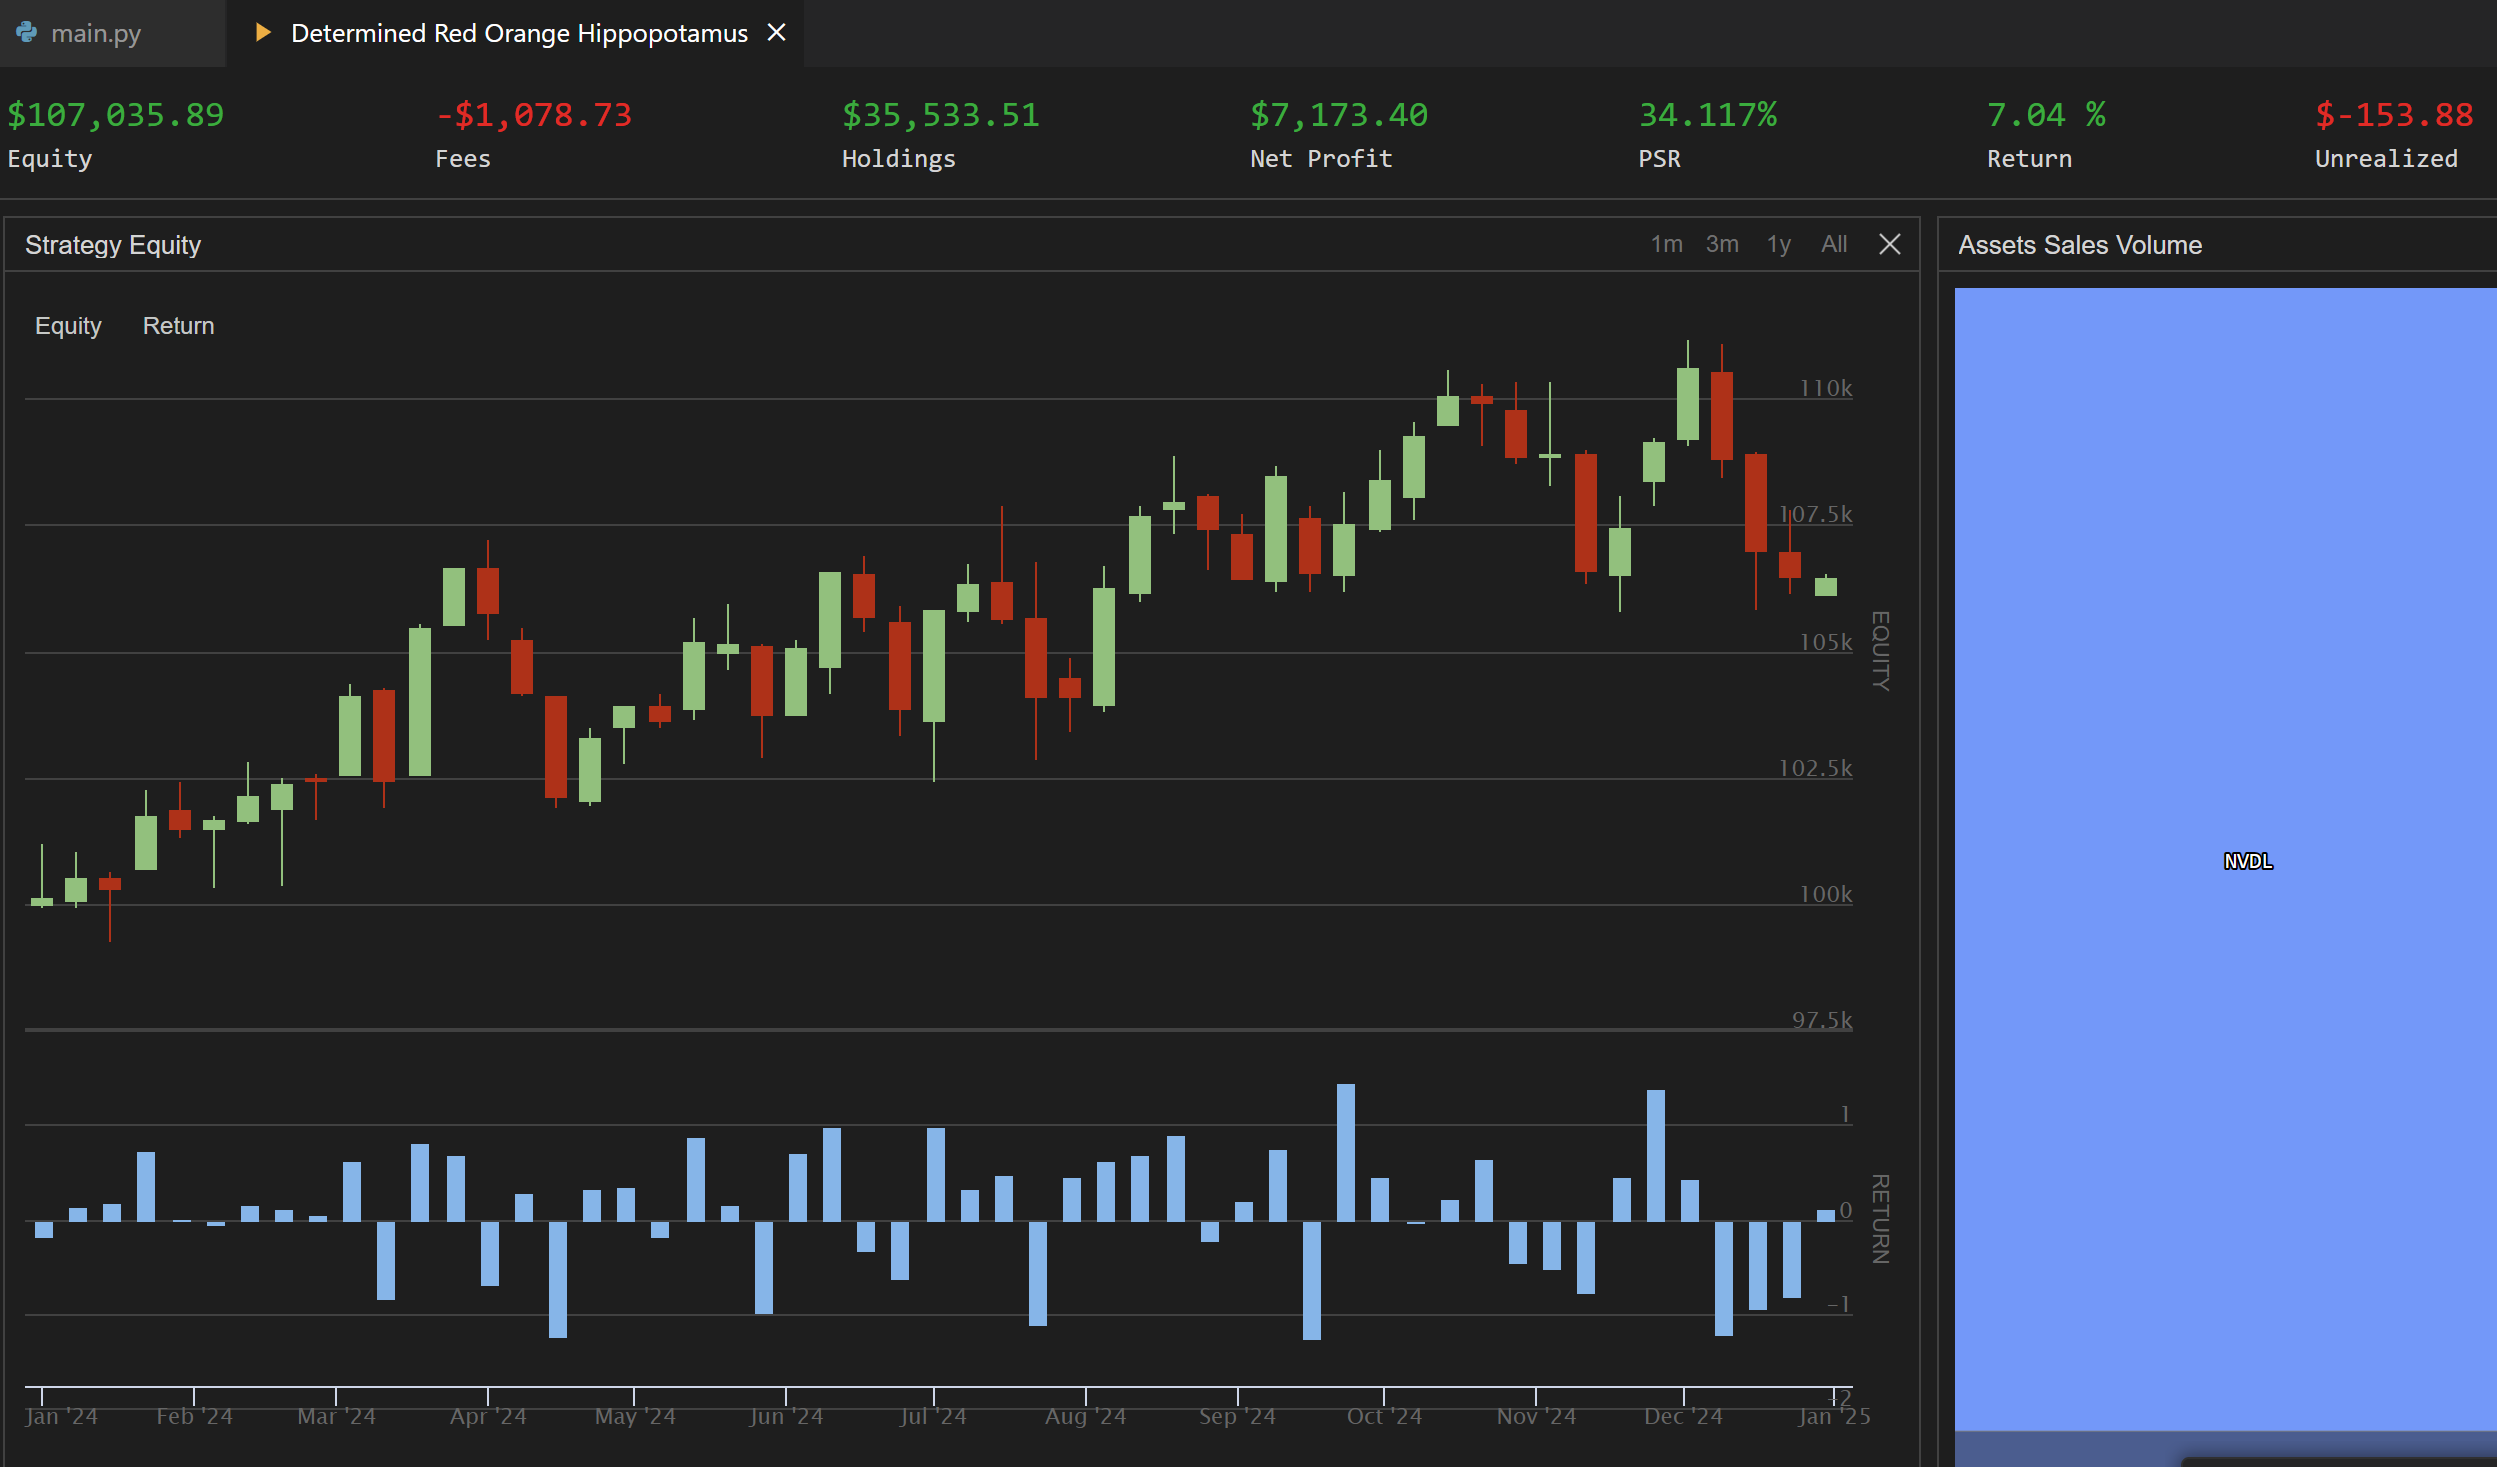 main.py Determined Red Orange Hippopotamus
$107,035.89 -$1,078.73 $35,533.51 $7,173.40 34.117% 7.04 % $-153.88
Equity Fees Holdings Net Profit PSR Return Unrealized
Strategy Equity 1m 3m 1y All
Assets Sales Volume
Equity Return
110k
107.5k
105k
102.5k
100k
97.5k
EQUITY
1
0
-1
-2
RETURN
Jan '24 Feb '24 Mar '24 Apr '24 May '24 Jun '24 Jul '24 Aug '24 Sep '24 Oct '24 Nov '24 Dec '24 Jan '25
NVDL